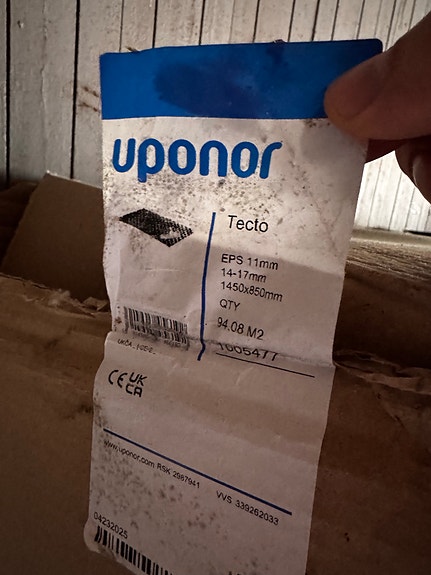 uponor
Tecto
EPS 11mm
14-17mm
1450x850mm
QTY
94.08 M2
1005477
CE UK CA
www.uponor.com RSK 2987941 VVS 339262033
04232025